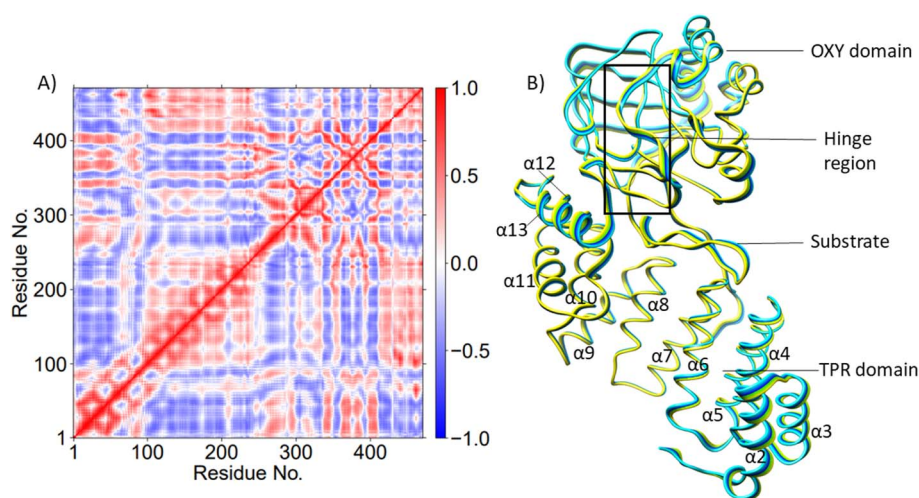 A)
Residue No.
400
300
200
100
1
1
100
200
300
400
Residue No.
1.0
0.5
0.0
−0.5
−1.0
B)
OXY domain
Hinge
region
α12
α13
Substrate
α11
α10
α8
α9
α7
α6
α4
TPR domain
α5
α3
α2